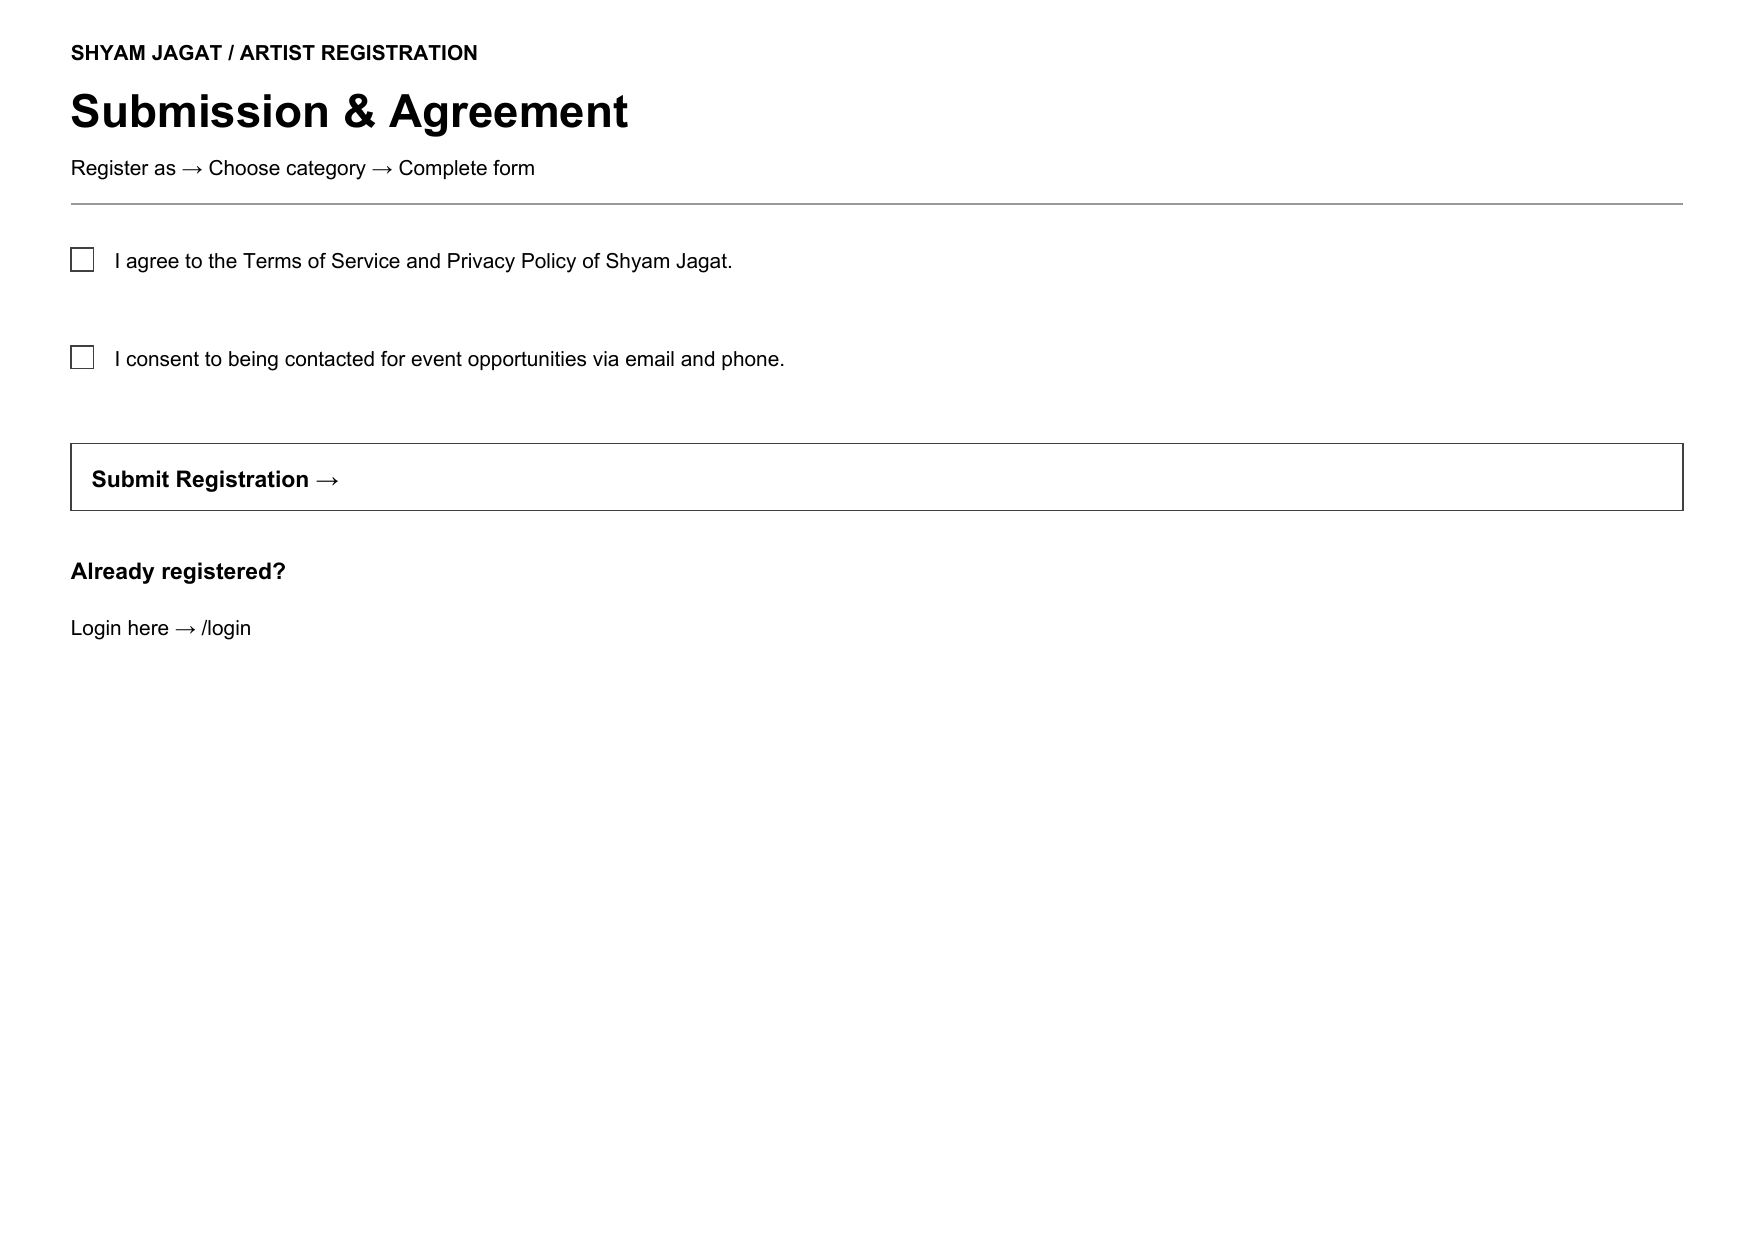 SHYAM JAGAT / ARTIST REGISTRATION
Submission & Agreement
Register as → Choose category → Complete form
I agree to the Terms of Service and Privacy Policy of Shyam Jagat.
I consent to being contacted for event opportunities via email and phone.
Submit Registration →
Already registered?
Login here → /login